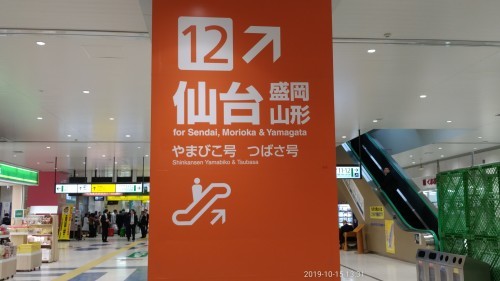 12
仙台 盛岡
山形
for Sendai, Morioka & Yamagata
やまびこ号 つばさ号
Shinkansen Yamabiko & Tsubasa
2019-10-15 13:31